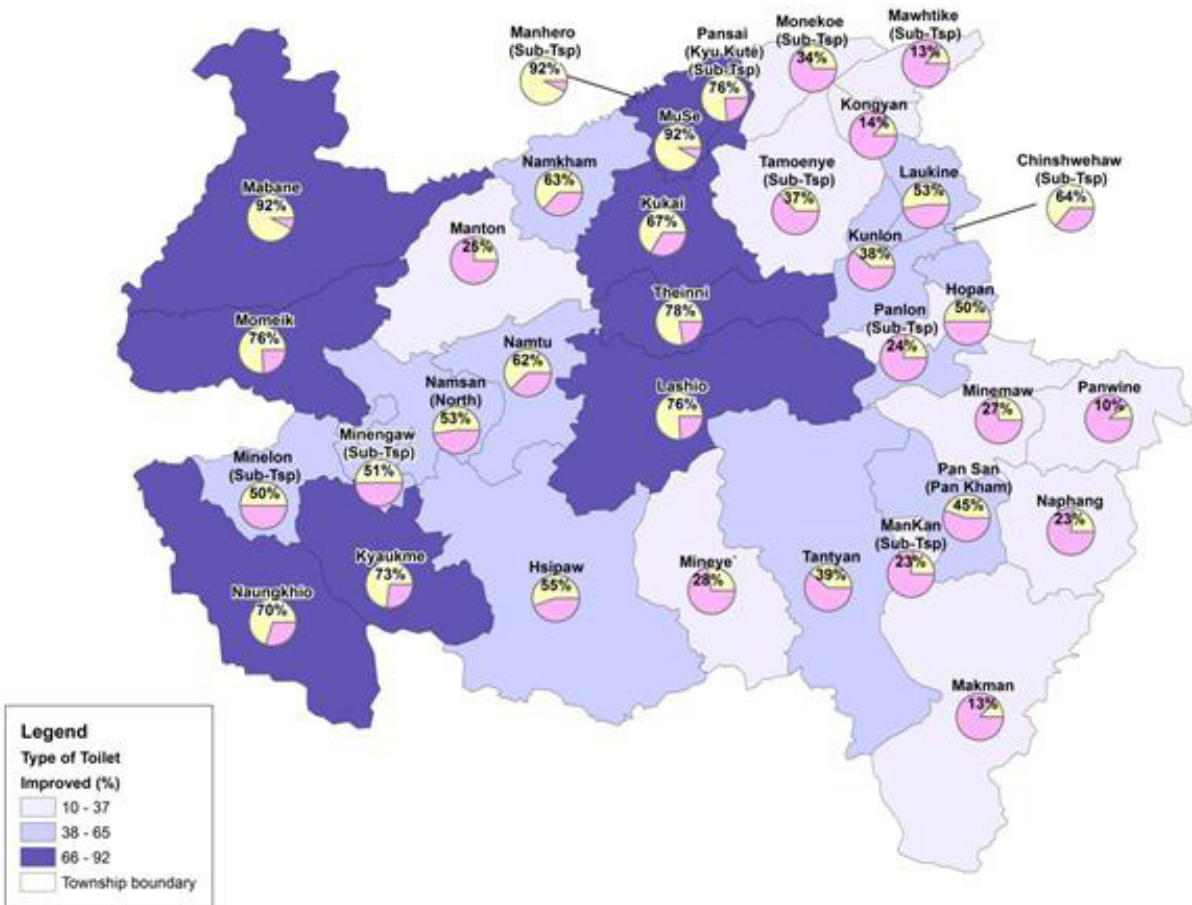 Manhero
(Sub-Tsp)
92%
Pansai
(Kyu Kute)
(Sub-Tsp)
76%
Monekoe
(Sub-Tsp)
34%
Mawhtike
(Sub-Tsp)
13%
Kongyan
14%
MuSe
92%
Namkham
63%
Tamoenye
(Sub-Tsp)
37%
Laukine
53%
Chinshwehaw
(Sub-Tsp)
64%
Mabane
92%
Kukai
67%
Manton
25%
Kunlon
38%
Hopan
50%
Theinni
78%
Panlon
(Sub-Tsp)
24%
Momeik
76%
Namtu
62%
Namsan
(North)
53%
Lashio
76%
Minemaw
27%
Panwine
10%
Minengaw
(Sub-Tsp)
51%
Minelon
(Sub-Tsp)
50%
Pan San
(Pan Kham)
45%
Naphang
23%
ManKan
(Sub-Tsp)
23%
Kyaukme
73%
Hsipaw
55%
Mineye`
28%
Tantyan
39%
Naungkhio
70%
Makman
13%
Legend
Type of Toilet
Improved (%)
10 - 37
38 - 65
66 - 92
Township boundary